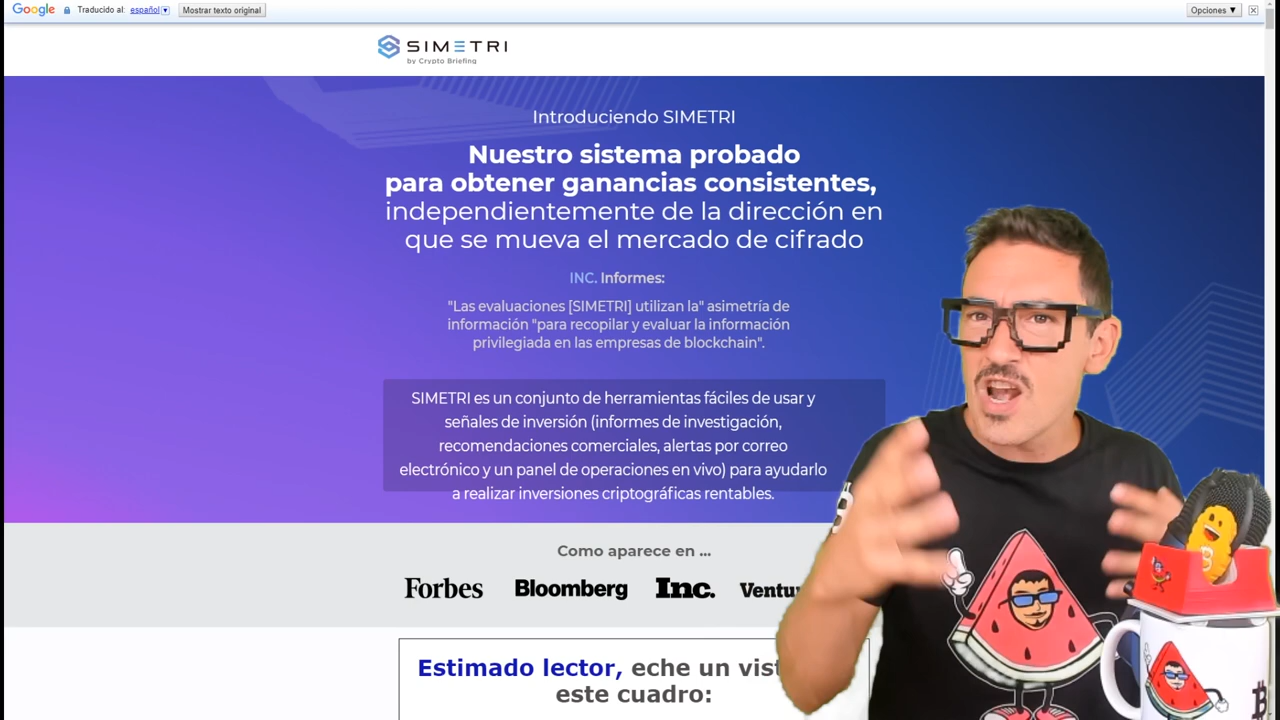 Google
Traducido al: español
Mostrar texto original
Opciones ▼
SIMETRI
by Crypto Briefing
Introduciendo SIMETRI
Nuestro sistema probado
para obtener ganancias consistentes,
independientemente de la dirección en
que se mueva el mercado de cifrado
INC. Informes:
"Las evaluaciones [SIMETRI] utilizan la" asimetría de
información "para recopilar y evaluar la información
privilegiada en las empresas de blockchain".
SIMETRI es un conjunto de herramientas fáciles de usar y
señales de inversión (informes de investigación,
recomendaciones comerciales, alertas por correo
electrónico y un panel de operaciones en vivo) para ayudarlo
a realizar inversiones criptográficas rentables.
Como aparece en ...
Forbes
Bloomberg
Inc.
Estimado lector, eche un
este cuadro: